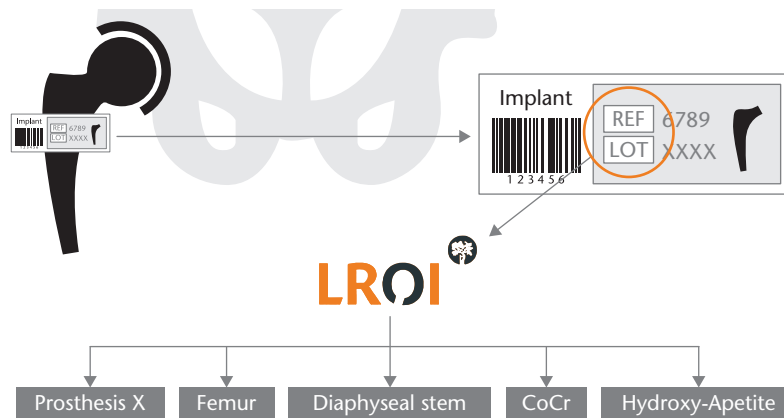 Implant
REF 6789
LOT XXXX
123456
Implant
REF 6789
LOT XXXX
123456
LROI
Prosthesis X
Femur
Diaphyseal stem
CoCr
Hydroxy-Apetite